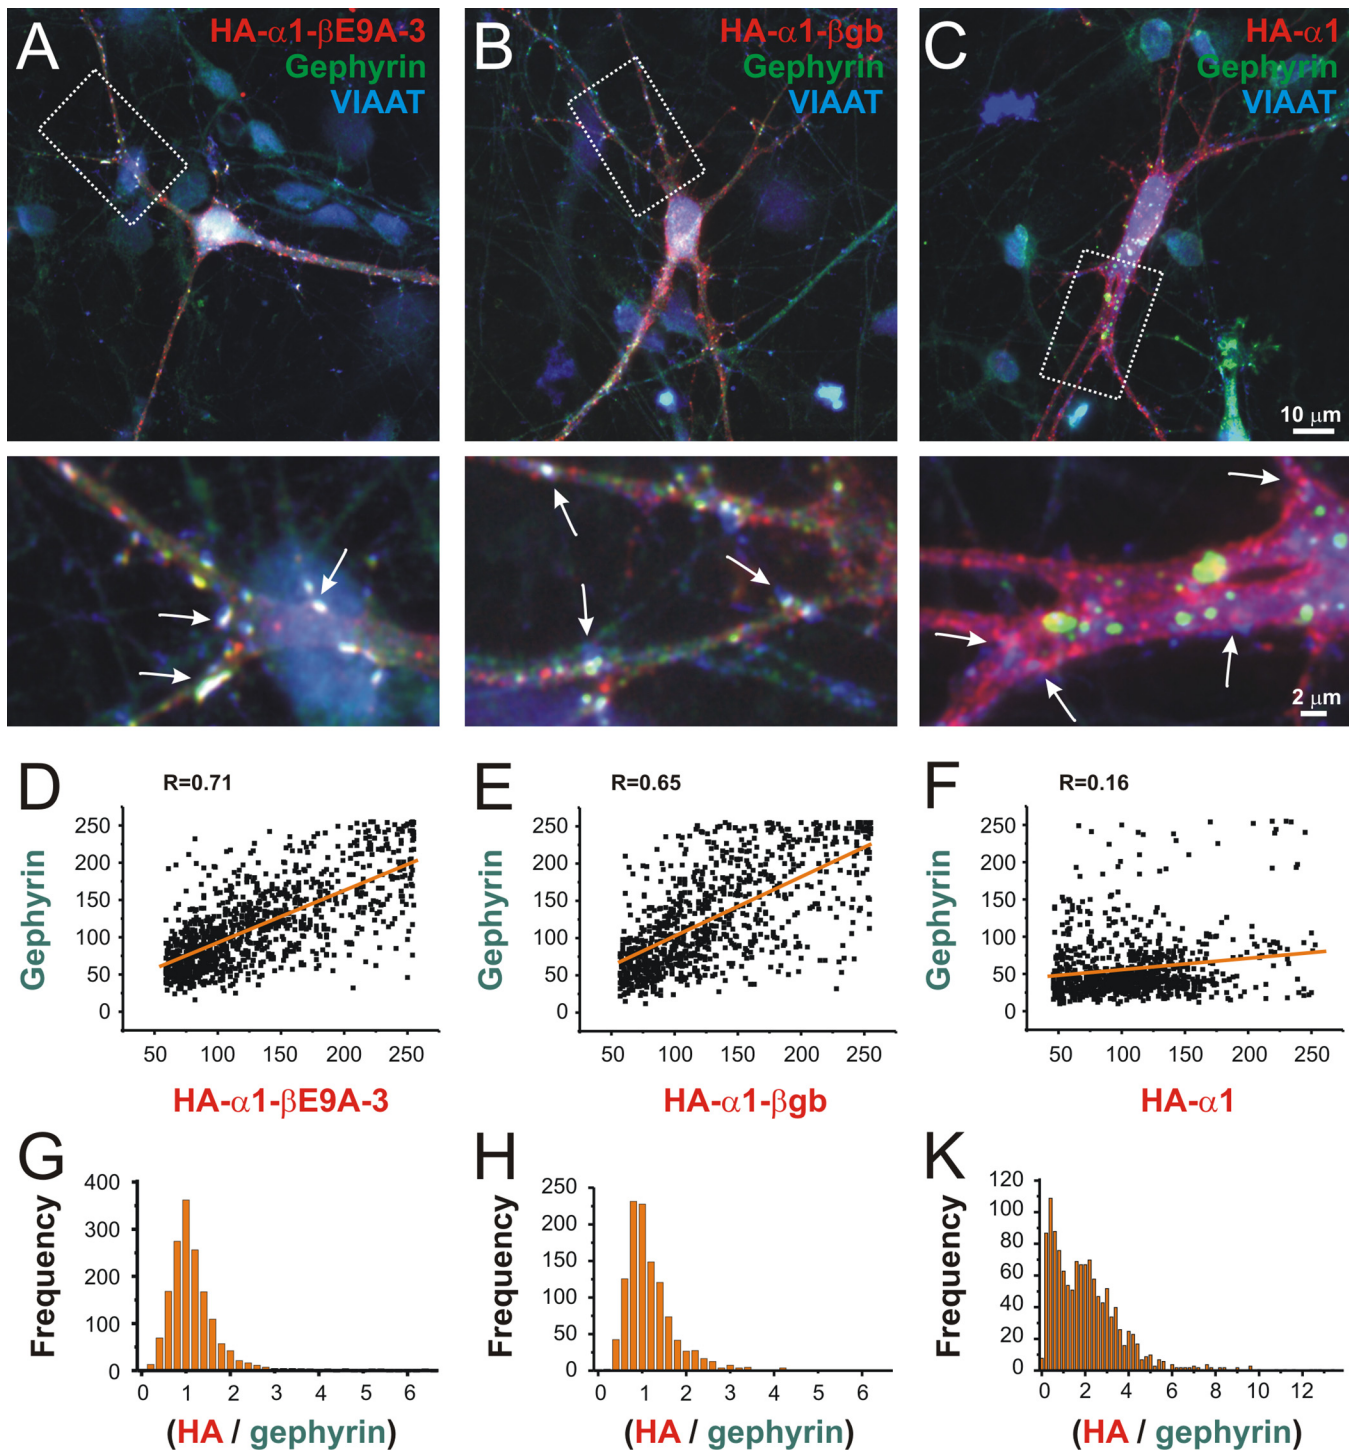 A
HA-α1-βE9A-3
Gephyrin
VIAAT
B
HA-α1-βgb
Gephyrin
VIAAT
C
HA-α1
Gephyrin
VIAAT
10 μm
2 μm
D
R=0.71
Gephyrin
250
200
150
100
50
0
50 100 150 200 250
HA-α1-βE9A-3
E
R=0.65
Gephyrin
250
200
150
100
50
0
50 100 150 200 250
HA-α1-βgb
F
R=0.16
Gephyrin
250
200
150
100
50
0
50 100 150 200 250
HA-α1
G
Frequency
400
300
200
100
0
0 1 2 3 4 5 6
(HA / gephyrin)
H
Frequency
250
200
150
100
50
0
0 1 2 3 4 5 6
(HA / gephyrin)
K
Frequency
120
100
80
60
40
20
0
0 2 4 6 8 10 12
(HA / gephyrin)